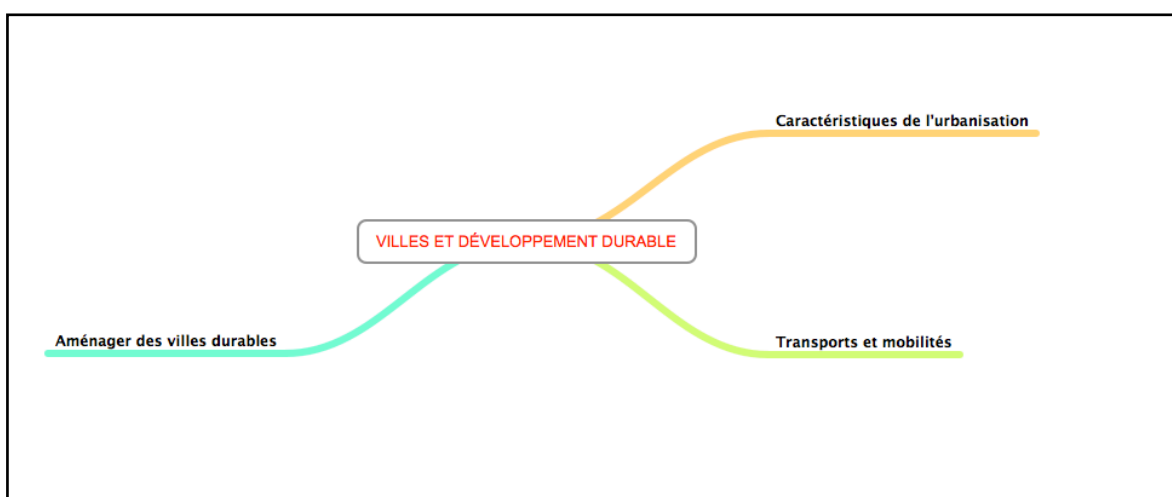 Caractéristiques de l'urbanisation
VILLES ET DÉVELOPPEMENT DURABLE
Aménager des villes durables
Transports et mobilités